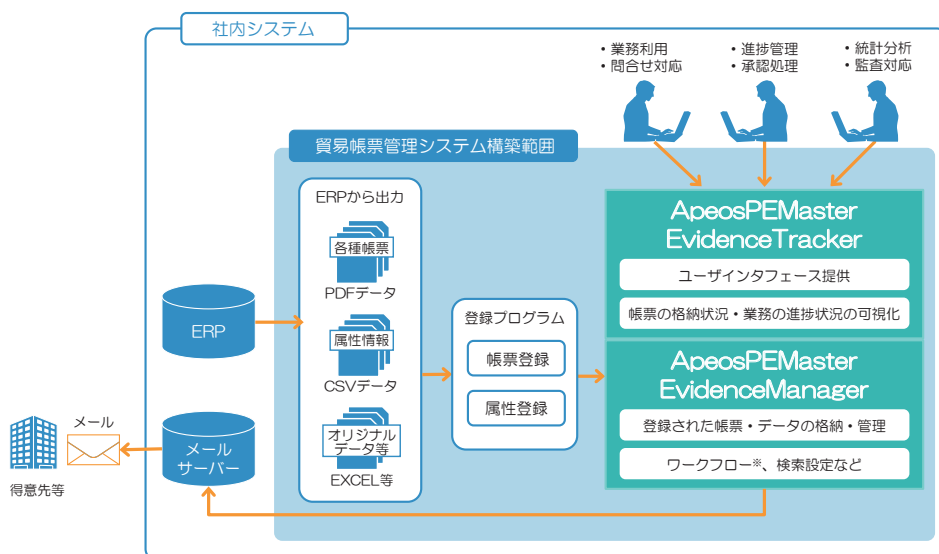 社内システム
・業務利用
・問合せ対応
・進捗管理
・承認処理
・統計分析
・監査対応
貿易帳票管理システム構築範囲
ERPから出力
各種帳票
PDFデータ
属性情報
CSVデータ
オリジナル
データ等
EXCEL等
ERP
メール
サーバー
メール
得意先等
登録プログラム
帳票登録
属性登録
ApeosPEMaster
EvidenceTracker
ユーザインタフェース提供
帳票の格納状況・業務の進捗状況の可視化
ApeosPEMaster
EvidenceManager
登録された帳票・データの格納・管理
ワークフロー※、検索設定など